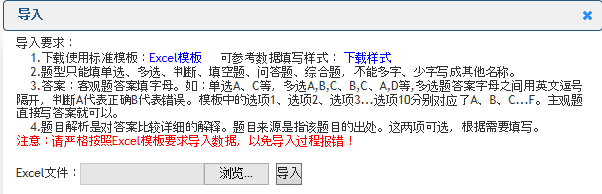 导入
导入要求：
1.下载使用标准模板：Excel模板 可参考数据填写样式：下载样式
2.题型只能填单选、多选、判断、填空题、问答题、综合题，不能多字、少字写成其他名称。
3.答案：客观题答案填字母。如：单选A、C等，多选A,B,C、B,C、A,D等,多选题答案字母之间用英文逗号
隔开，判断A代表正确B代表错误。模板中的选项1、选项2、选项3...选项10分别对应了A、B、C...F。主观题
直接写答案就可以。
4.题目解析是对答案比较详细的解释。题目来源是指该题目的出处。这两项可选，根据需要填写。
注意：请严格按照Excel模板要求导入数据，以免导入过程报错！
Excel文件： 浏览... 导入